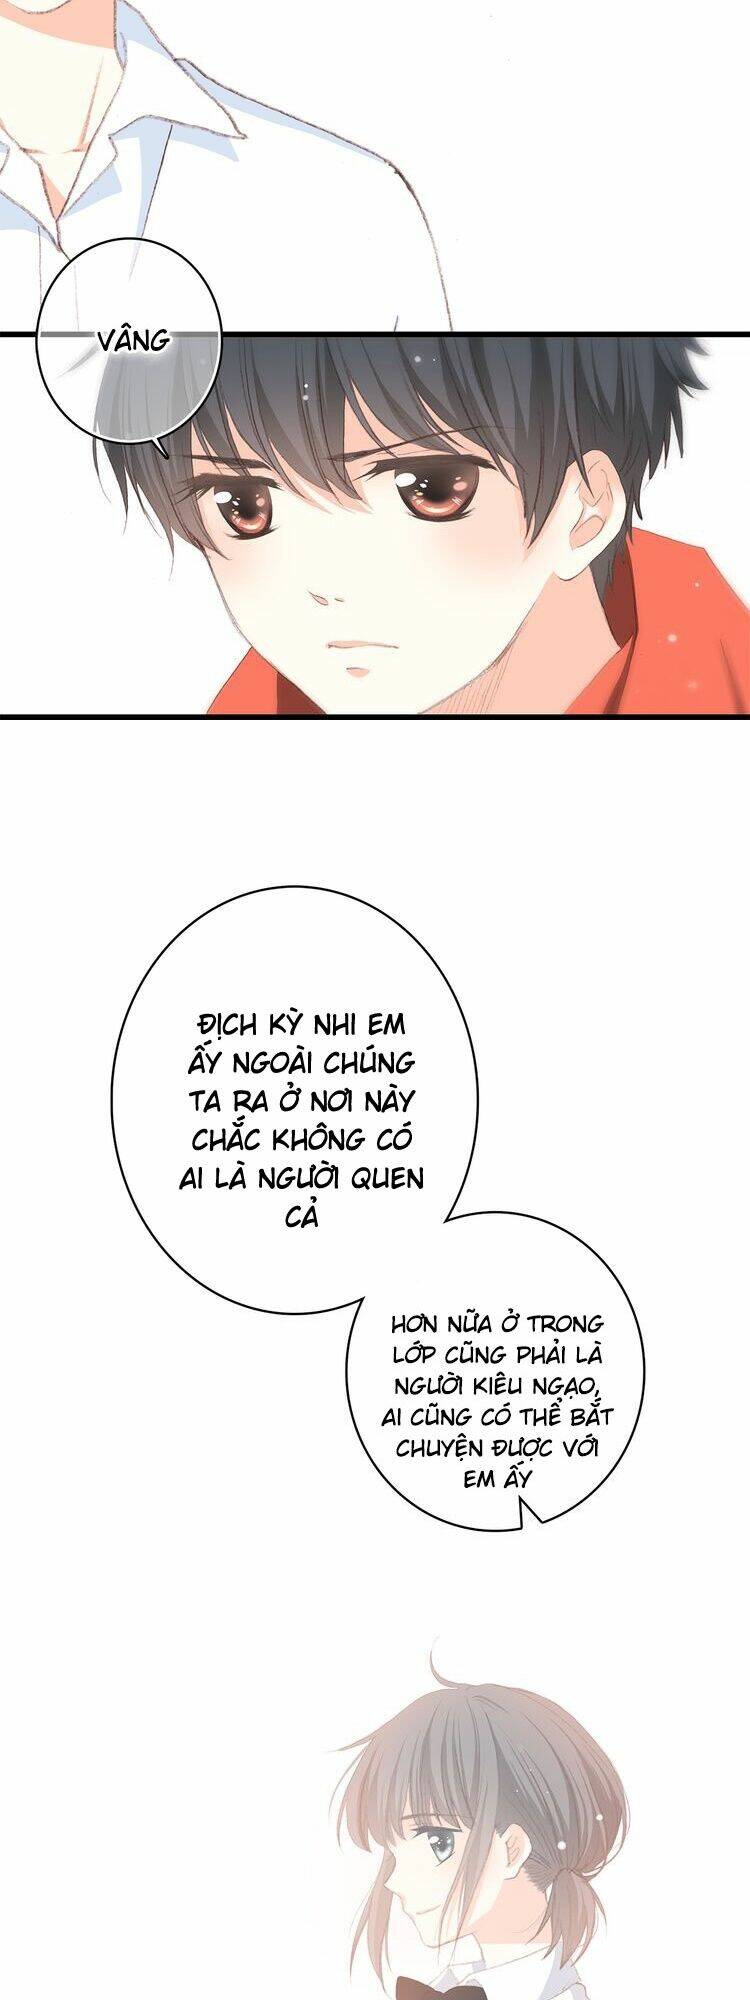 VÂNG
ĐỊCH KỲ NHI EM
ẤY NGOÀI CHÚNG
TA RA Ở NƠI NÀY
CHẮC KHÔNG CÓ
AI LÀ NGƯỜI QUEN
CẢ
HƠN NỮA Ở TRONG
LỚP CŨNG PHẢI LÀ
NGƯỜI KIÊU NGẠO,
AI CŨNG CÓ THỂ BẮT
CHUYỆN ĐƯỢC VỚI
EM ẤY